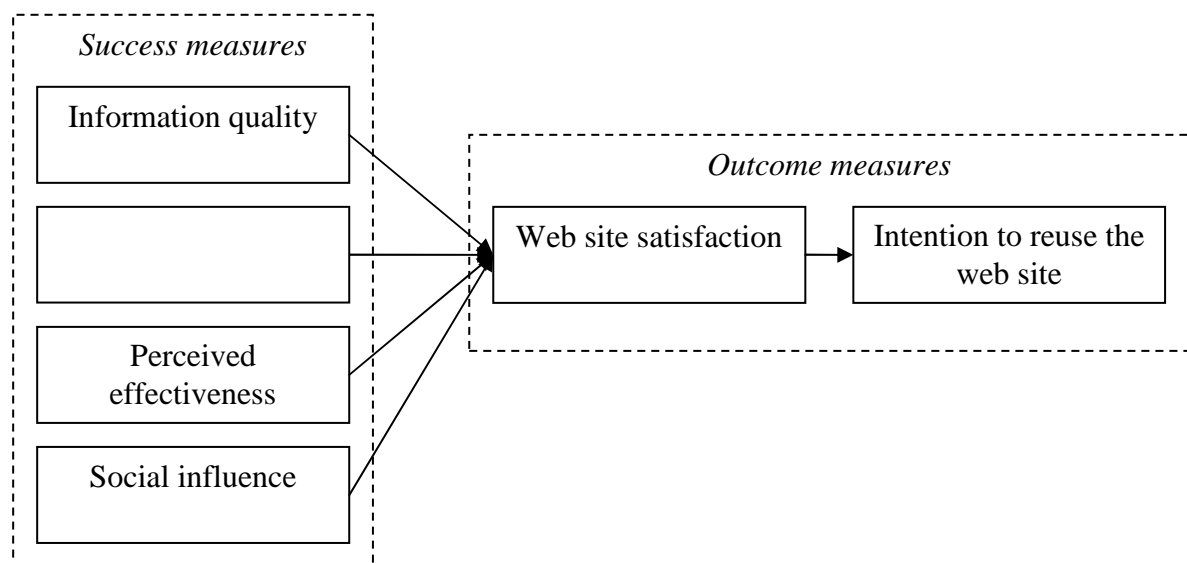 Success measures
Information quality
Outcome measures
Web site satisfaction
Intention to reuse the
web site
Perceived
effectiveness
Social influence